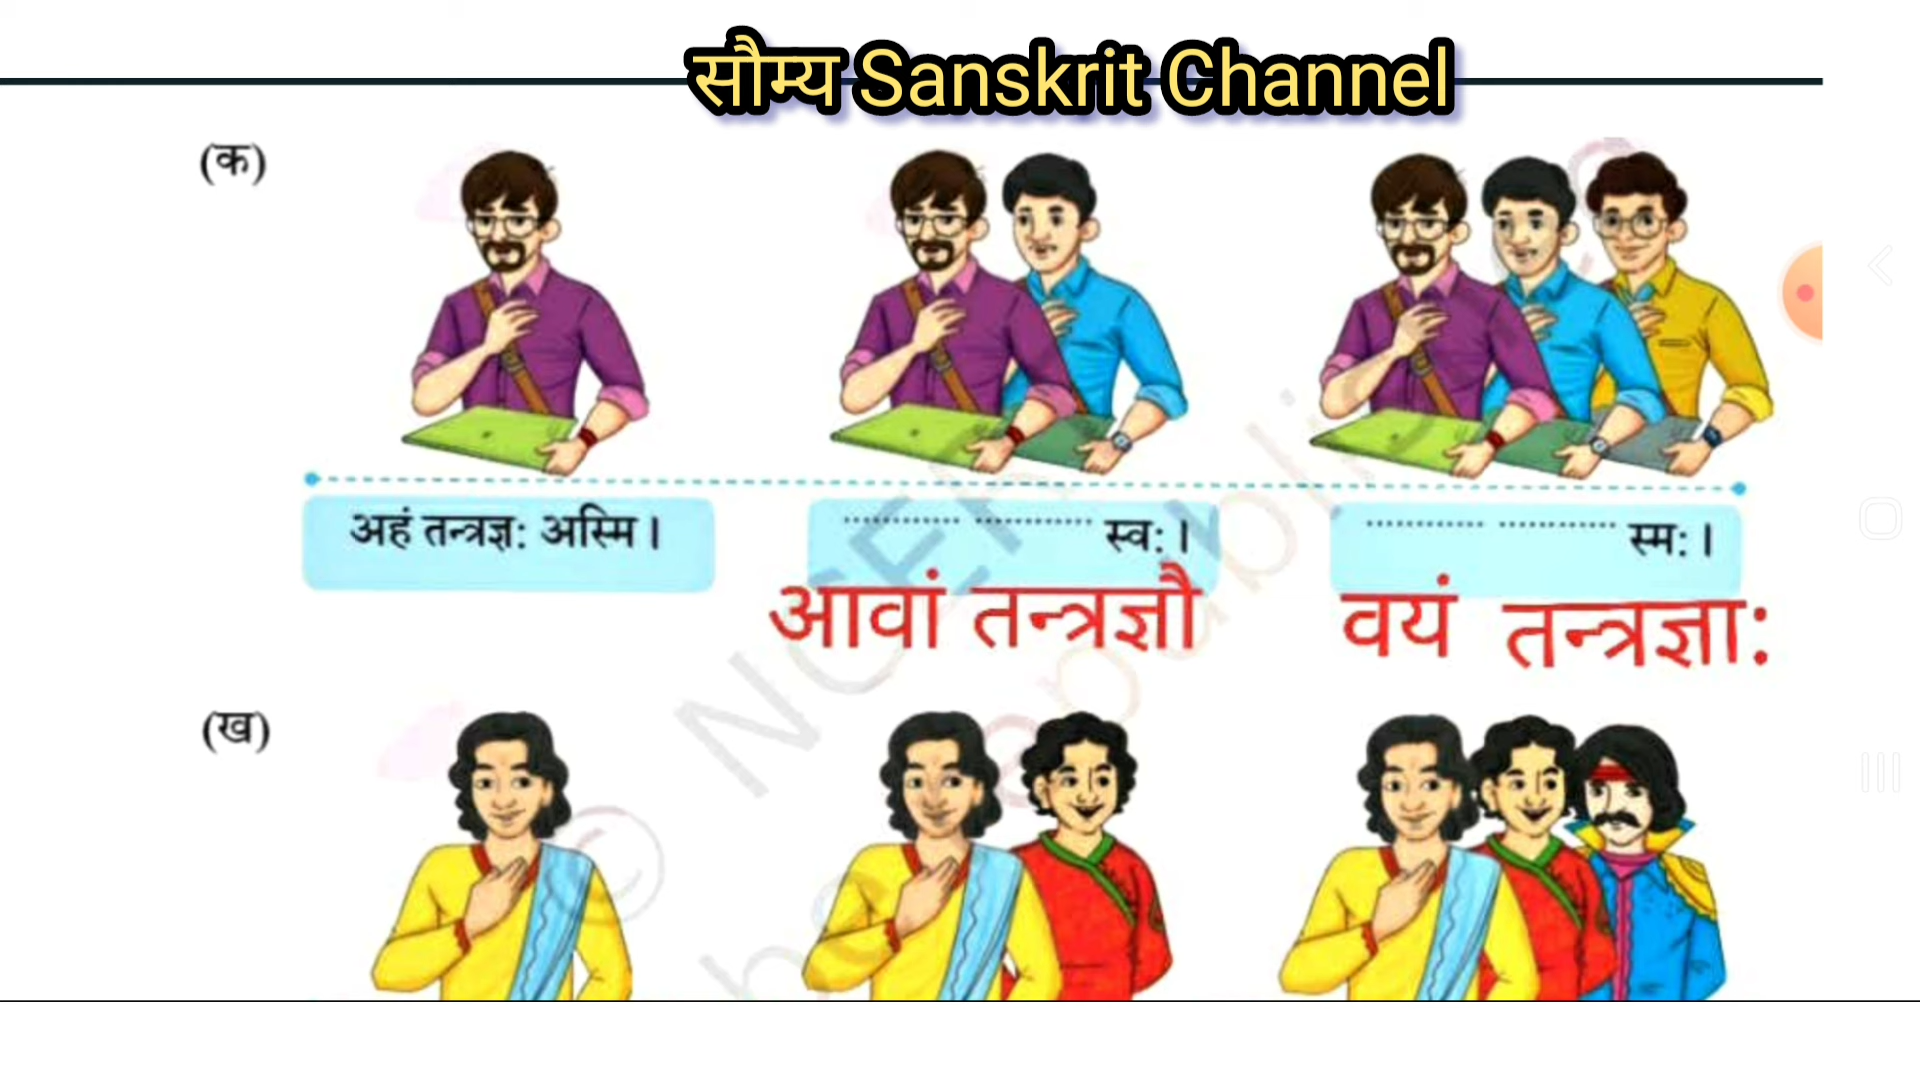 सौम्य Sanskrit Channel
(क)
अहं तन्त्रज्ञः अस्मि ।
............ ............ स्वः ।
............ ............ स्मः ।
आवां तन्त्रज्ञौ
वयं तन्त्रज्ञाः
(ख)